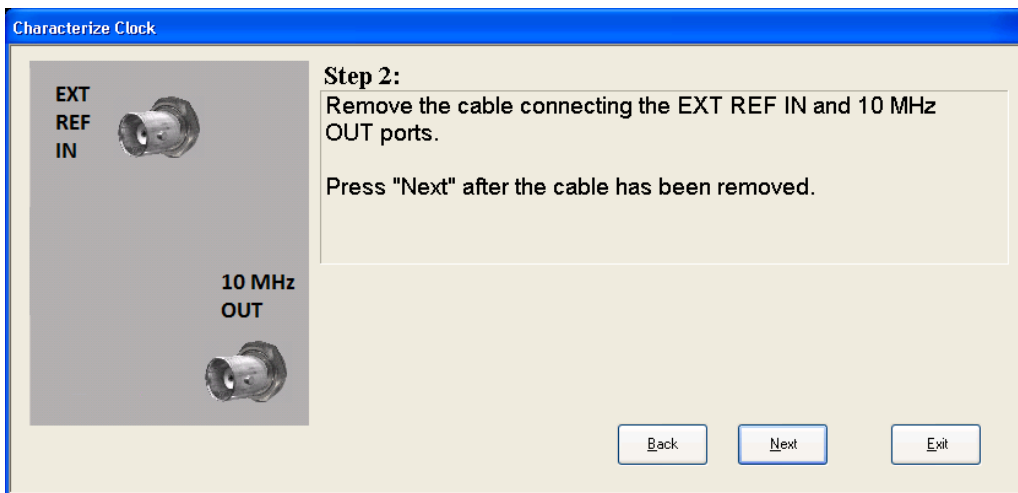 Characterize Clock
EXT
REF
IN
10 MHz
OUT
Step 2:
Remove the cable connecting the EXT REF IN and 10 MHz
OUT ports.
Press "Next" after the cable has been removed.
Back
Next
Exit